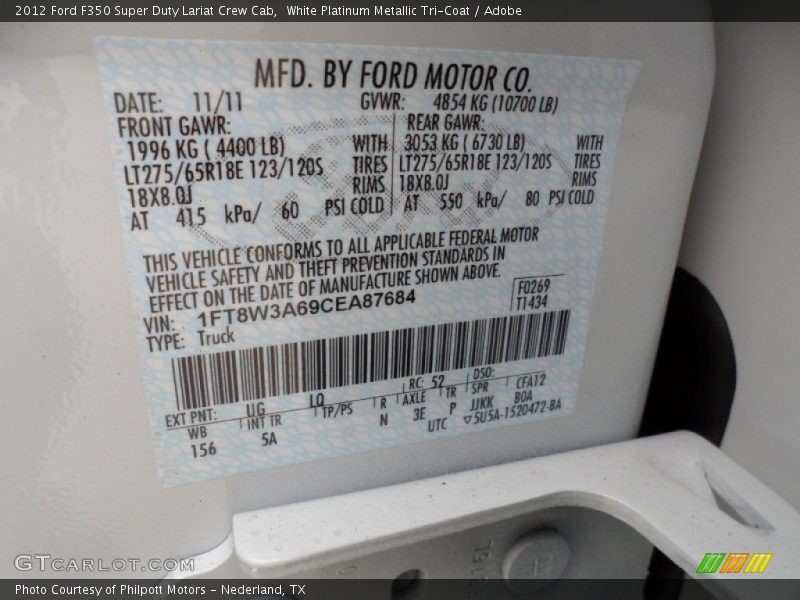 2012 Ford F350 Super Duty Lariat Crew Cab,  White Platinum Metallic Tri-Coat / Adobe
MFD. BY FORD MOTOR CO.
DATE: 11/11 GVWR: 4854 KG (10700 LB)
FRONT GAWR: REAR GAWR:
1996 KG ( 4400 LB) WITH 3053 KG ( 6730 LB) WITH
LT275/65R18E 123/120S TIRES LT275/65R18E 123/120S TIRES
18X8.0J RIMS 18X8.0J RIMS
AT 415 kPa/ 60 PSI COLD AT 550 kPa/ 80 PSI COLD
THIS VEHICLE CONFORMS TO ALL APPLICABLE FEDERAL MOTOR
VEHICLE SAFETY AND THEFT PREVENTION STANDARDS IN
EFFECT ON THE DATE OF MANUFACTURE SHOWN ABOVE.
VIN: 1FT8W3A69CEA87684 F0269
TYPE: Truck T1434
EXT PNT: UG LQ RC: 52 DSO:
WB INT TR TP/PS R AXLE TR SPR CFA12
156 5A N 3E P JJKK BOA
UTC ▽5U5A-1520472-BA
GTCARLOT.COM
Photo Courtesy of Philpott Motors - Nederland, TX